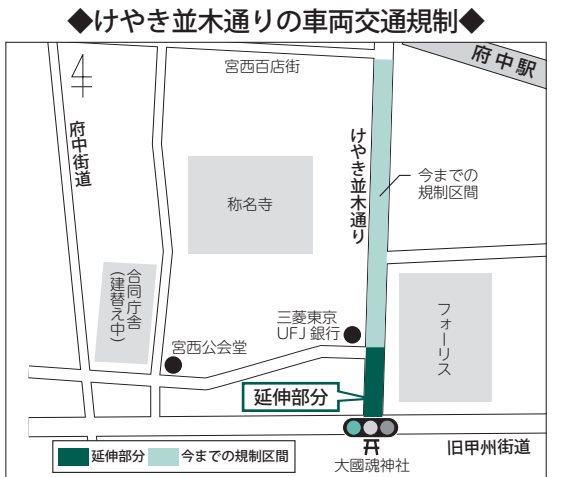 ◆けやき並木通りの車両交通規制◆
宮西百店街
府中駅
府中街道
けやき並木通り
今までの
規制区間
称名寺
合同庁舎
(建替え中)
三菱東京
UFJ 銀行
フォーリス
宮西公会堂
延伸部分
延伸部分 今までの規制区間
大國魂神社
旧甲州街道